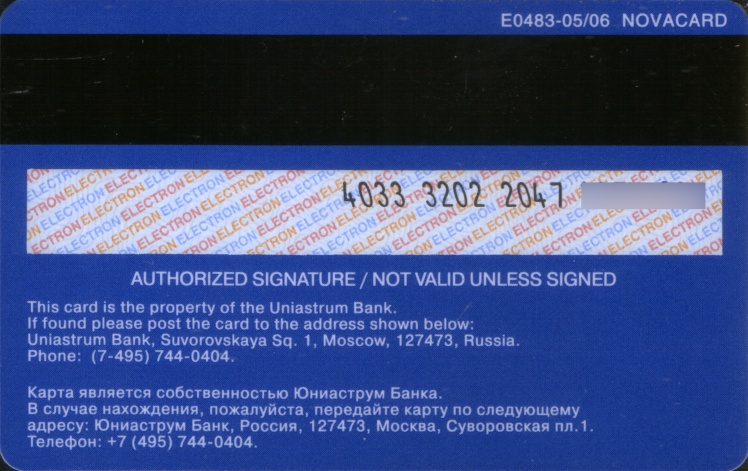 E0483-05/06 NOVACARD
ELECTRON
4033 3202 2047
AUTHORIZED SIGNATURE / NOT VALID UNLESS SIGNED
This card is the property of the Uniastrum Bank.
If found please post the card to the address shown below:
Uniastrum Bank, Suvorovskaya Sq. 1, Moscow, 127473, Russia.
Phone: (7-495) 744-0404.
Карта является собственностью Юниаструм Банка.
В случае нахождения, пожалуйста, передайте карту по следующему
адресу: Юниаструм Банк, Россия, 127473, Москва, Суворовская пл.1.
Телефон: +7 (495) 744-0404.